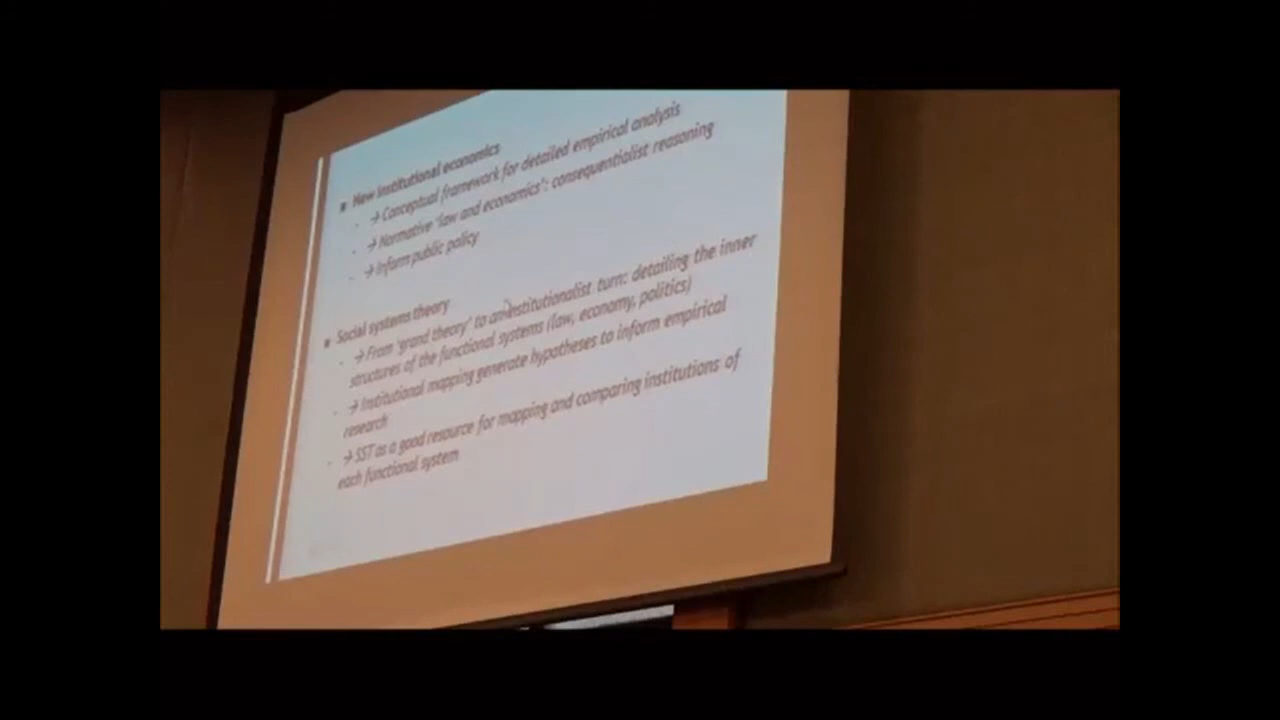 ▪ New institutional economics
- → Conceptual framework for detailed empirical analysis
- → Normative 'law and economics': consequentialist reasoning
- → Inform public policy
▪ Social systems theory
- → From 'grand theory' to an institutionalist turn: detailing the inner
structures of the functional systems (law, economy, politics)
- → Institutional mapping generate hypotheses to inform empirical
research
- → SST as a good resource for mapping and comparing institutions of
each functional system